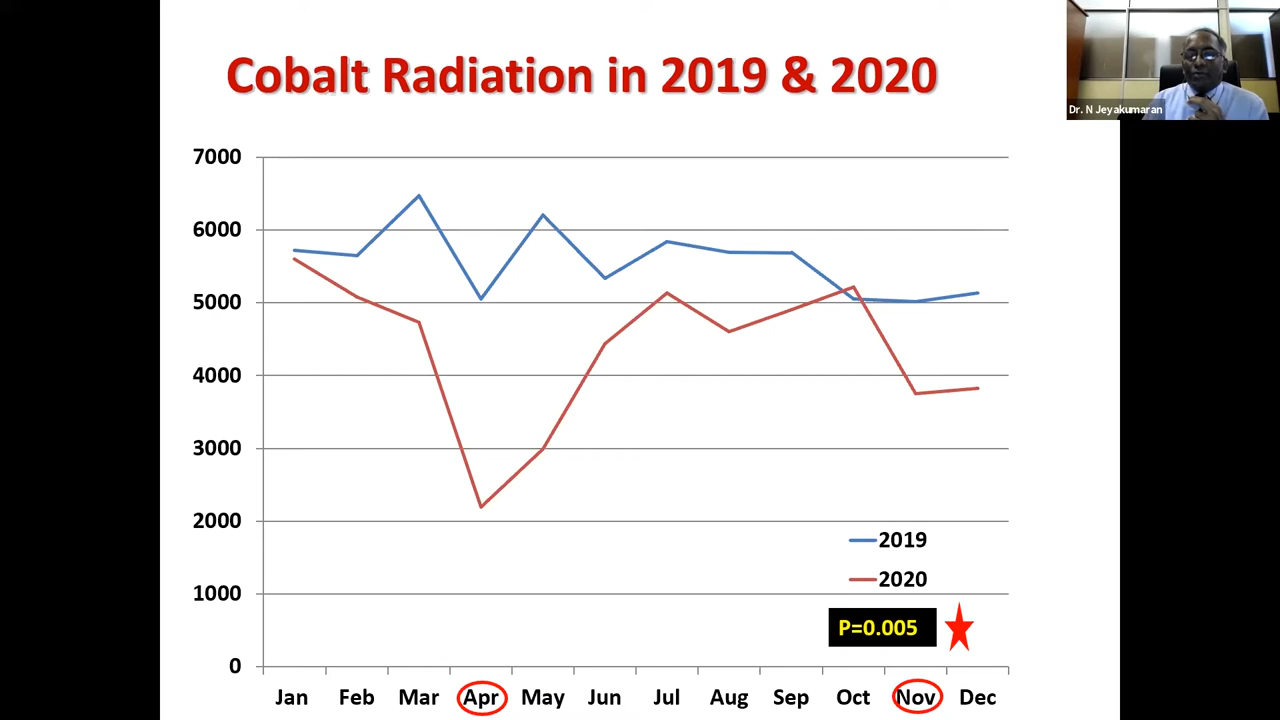 Cobalt Radiation in 2019 & 2020
Dr. N Jeyakumaran
7000
6000
5000
4000
3000
2000
1000
0
2019
2020
P=0.005
Jan Feb Mar Apr May Jun Jul Aug Sep Oct Nov Dec